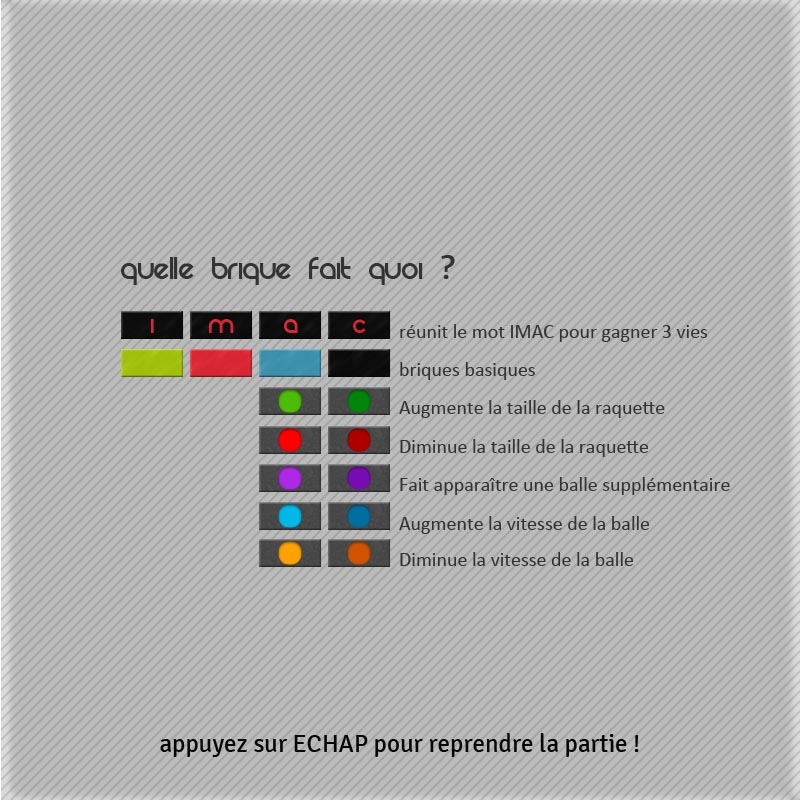 quelle brique fait quoi ?
I m a c réunit le mot IMAC pour gagner 3 vies
briques basiques
Augmente la taille de la raquette
Diminue la taille de la raquette
Fait apparaître une balle supplémentaire
Augmente la vitesse de la balle
Diminue la vitesse de la balle
appuyez sur ECHAP pour reprendre la partie !